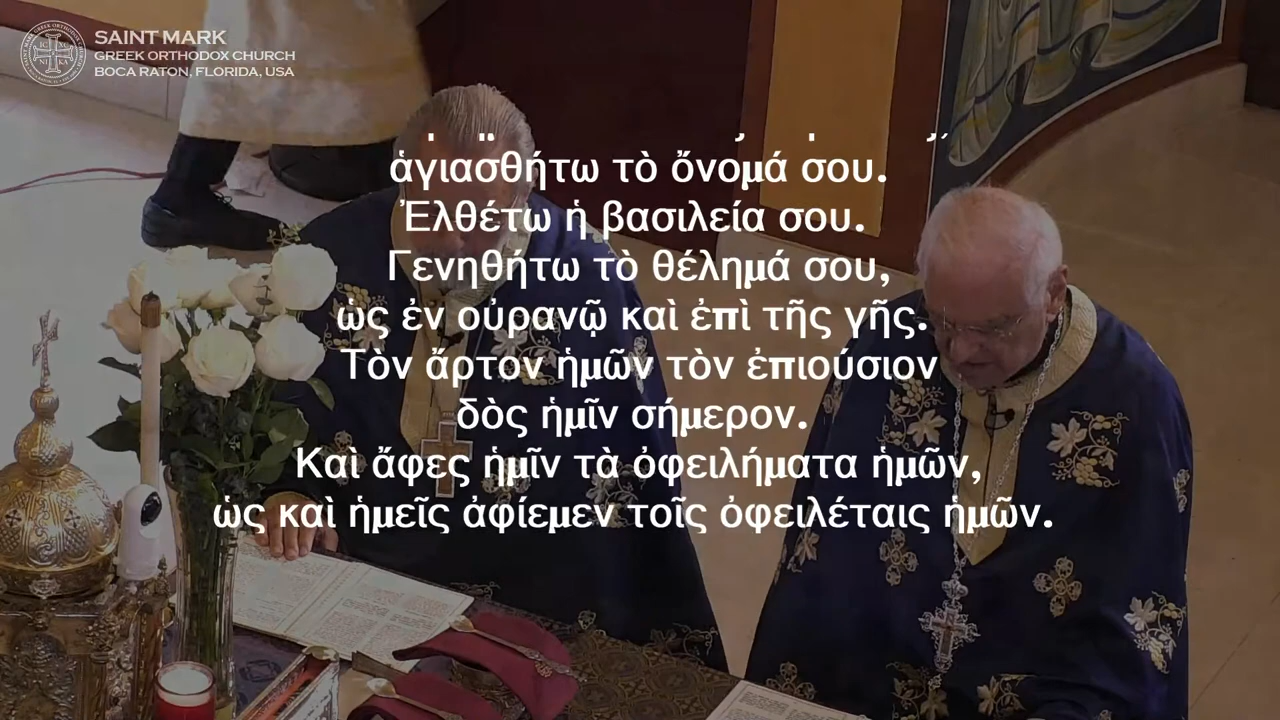 SAINT MARK
GREEK ORTHODOX CHURCH
BOCA RATON, FLORIDA, USA
ἁγιασθήτω τὸ ὄνομά σου.
Ἐλθέτω ἡ βασιλεία σου.
Γενηθήτω τὸ θέλημά σου,
ὡς ἐν οὐρανῷ καὶ ἐπὶ τῆς γῆς.
Τὸν ἄρτον ἡμῶν τὸν ἐπιούσιον
δὸς ἡμῖν σήμερον.
Καὶ ἄφες ἡμῖν τὰ ὀφειλήματα ἡμῶν,
ὡς καὶ ἡμεῖς ἀφίεμεν τοῖς ὀφειλέταις ἡμῶν.